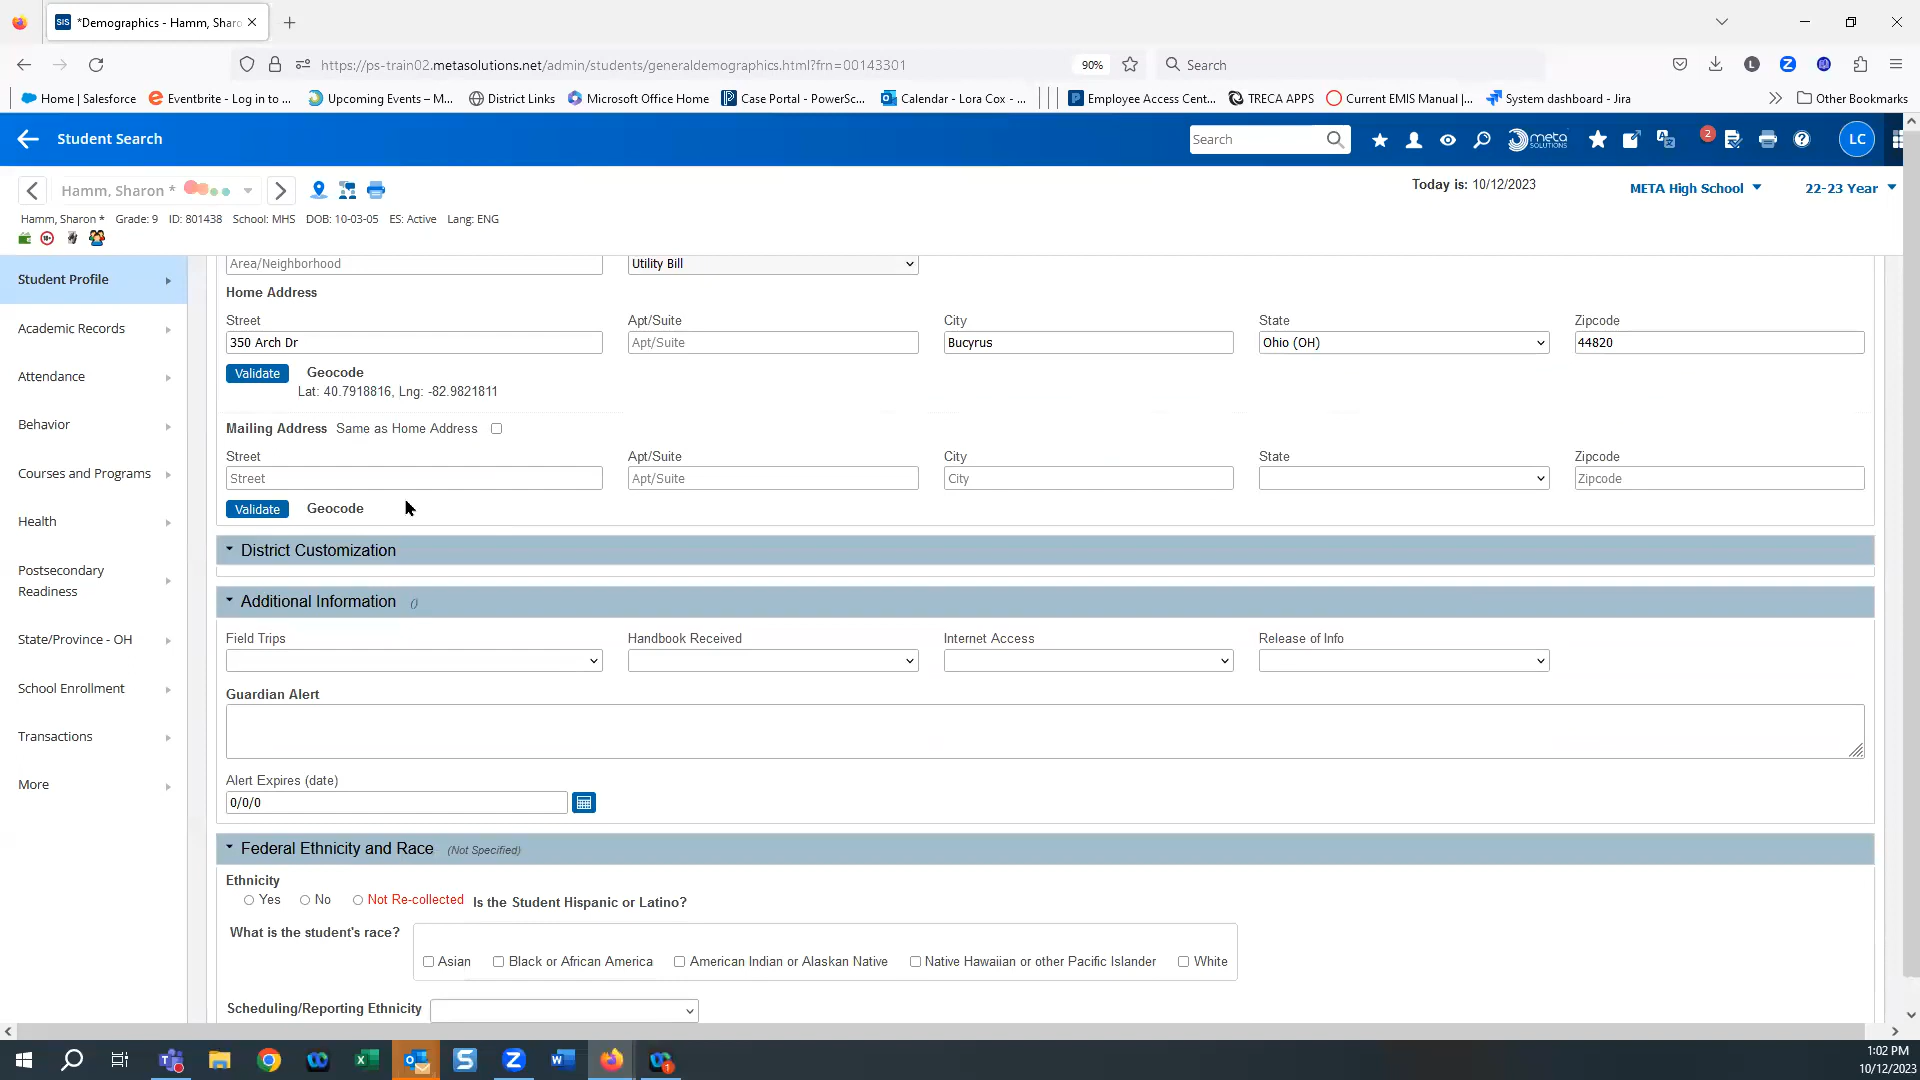 SIS *Demographics - Hamm, Sharo
https://ps-train02.metasolutions.net/admin/students/generaldemographics.html?frn=00143301
90%
Search
Home | Salesforce
Eventbrite - Log in to ...
Upcoming Events – M...
District Links
Microsoft Office Home
Case Portal - PowerSc...
Calendar - Lora Cox - ...
Employee Access Cent...
TRECA APPS
Current EMIS Manual |...
System dashboard - Jira
Other Bookmarks
Student Search
Search
meta
SOLUTIONS
2
LC
Hamm, Sharon *
Today is: 10/12/2023
META High School
22-23 Year
Hamm, Sharon * Grade: 9 ID: 801438 School: MHS DOB: 10-03-05 ES: Active Lang: ENG
Student Profile
Academic Records
Attendance
Behavior
Courses and Programs
Health
Postsecondary
Readiness
State/Province - OH
School Enrollment
Transactions
More
Area/Neighborhood
Utility Bill
Home Address
Street Apt/Suite City State Zipcode
350 Arch Dr Apt/Suite Bucyrus Ohio (OH) 44820
Validate Geocode
Lat: 40.7918816, Lng: -82.9821811
Mailing Address Same as Home Address
Street Apt/Suite City State Zipcode
Street Apt/Suite City Zipcode
Validate Geocode
District Customization
Additional Information ()
Field Trips Handbook Received Internet Access Release of Info
Guardian Alert
Alert Expires (date)
0/0/0
Federal Ethnicity and Race (Not Specified)
Ethnicity
Yes No Not Re-collected Is the Student Hispanic or Latino?
What is the student's race?
Asian Black or African America American Indian or Alaskan Native Native Hawaiian or other Pacific Islander White
Scheduling/Reporting Ethnicity
1:02 PM
10/12/2023